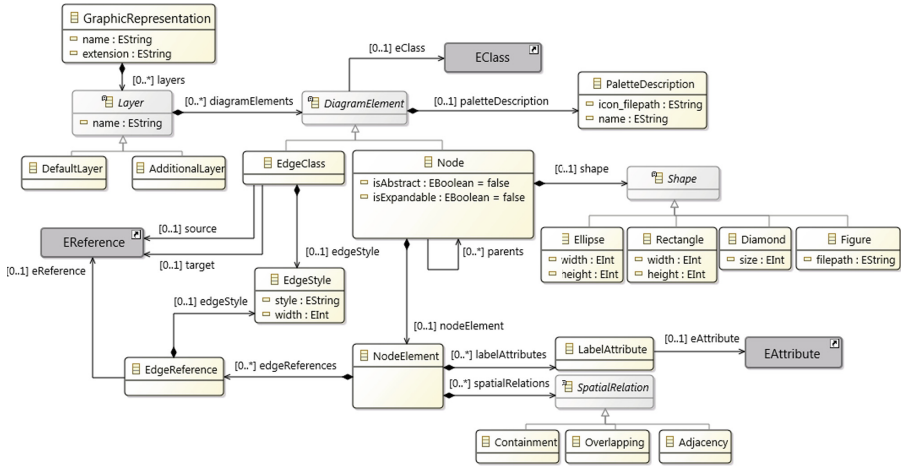 GraphicRepresentation
name : EString
extension : EString
[0..*] layers
Layer
name : EString
DefaultLayer
AdditionalLayer
[0..*] diagramElements
DiagramElement
[0..1] eClass
EClass
[0..1] paletteDescription
PaletteDescription
icon_filepath : EString
name : EString
EdgeClass
Node
isAbstract : EBoolean = false
isExpandable : EBoolean = false
[0..1] shape
Shape
Ellipse
width : EInt
height : EInt
Rectangle
width : EInt
height : EInt
Diamond
size : EInt
Figure
filepath : EString
[0..1] source
EReference
[0..1] target
[0..1] eReference
[0..1] edgeStyle
[0..*] parents
EdgeStyle
style : EString
width : EInt
[0..1] edgeStyle
[0..1] nodeElement
EdgeReference
[0..*] edgeReferences
NodeElement
[0..*] labelAttributes
LabelAttribute
[0..1] eAttribute
EAttribute
[0..*] spatialRelations
SpatialRelation
Containment
Overlapping
Adjacency